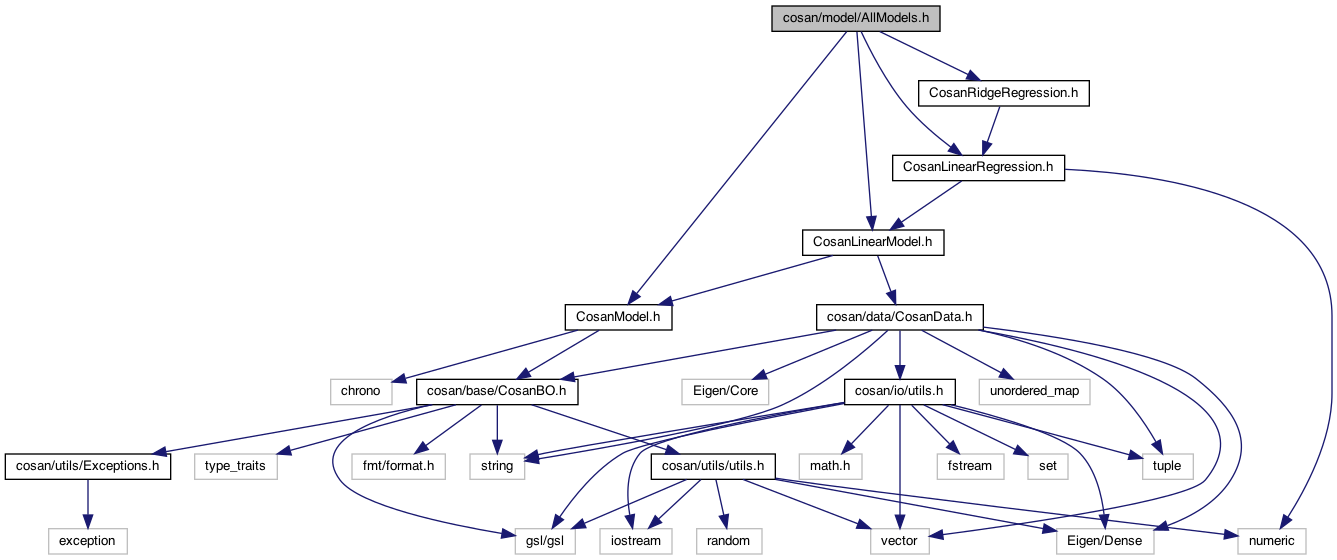 cosan/model/AllModels.h
CosanRidgeRegression.h
CosanLinearRegression.h
CosanLinearModel.h
CosanModel.h
cosan/data/CosanData.h
chrono
cosan/base/CosanBO.h
Eigen/Core
cosan/io/utils.h
unordered_map
cosan/utils/Exceptions.h
type_traits
fmt/format.h
string
cosan/utils/utils.h
math.h
fstream
set
tuple
exception
gsl/gsl
iostream
random
vector
Eigen/Dense
numeric